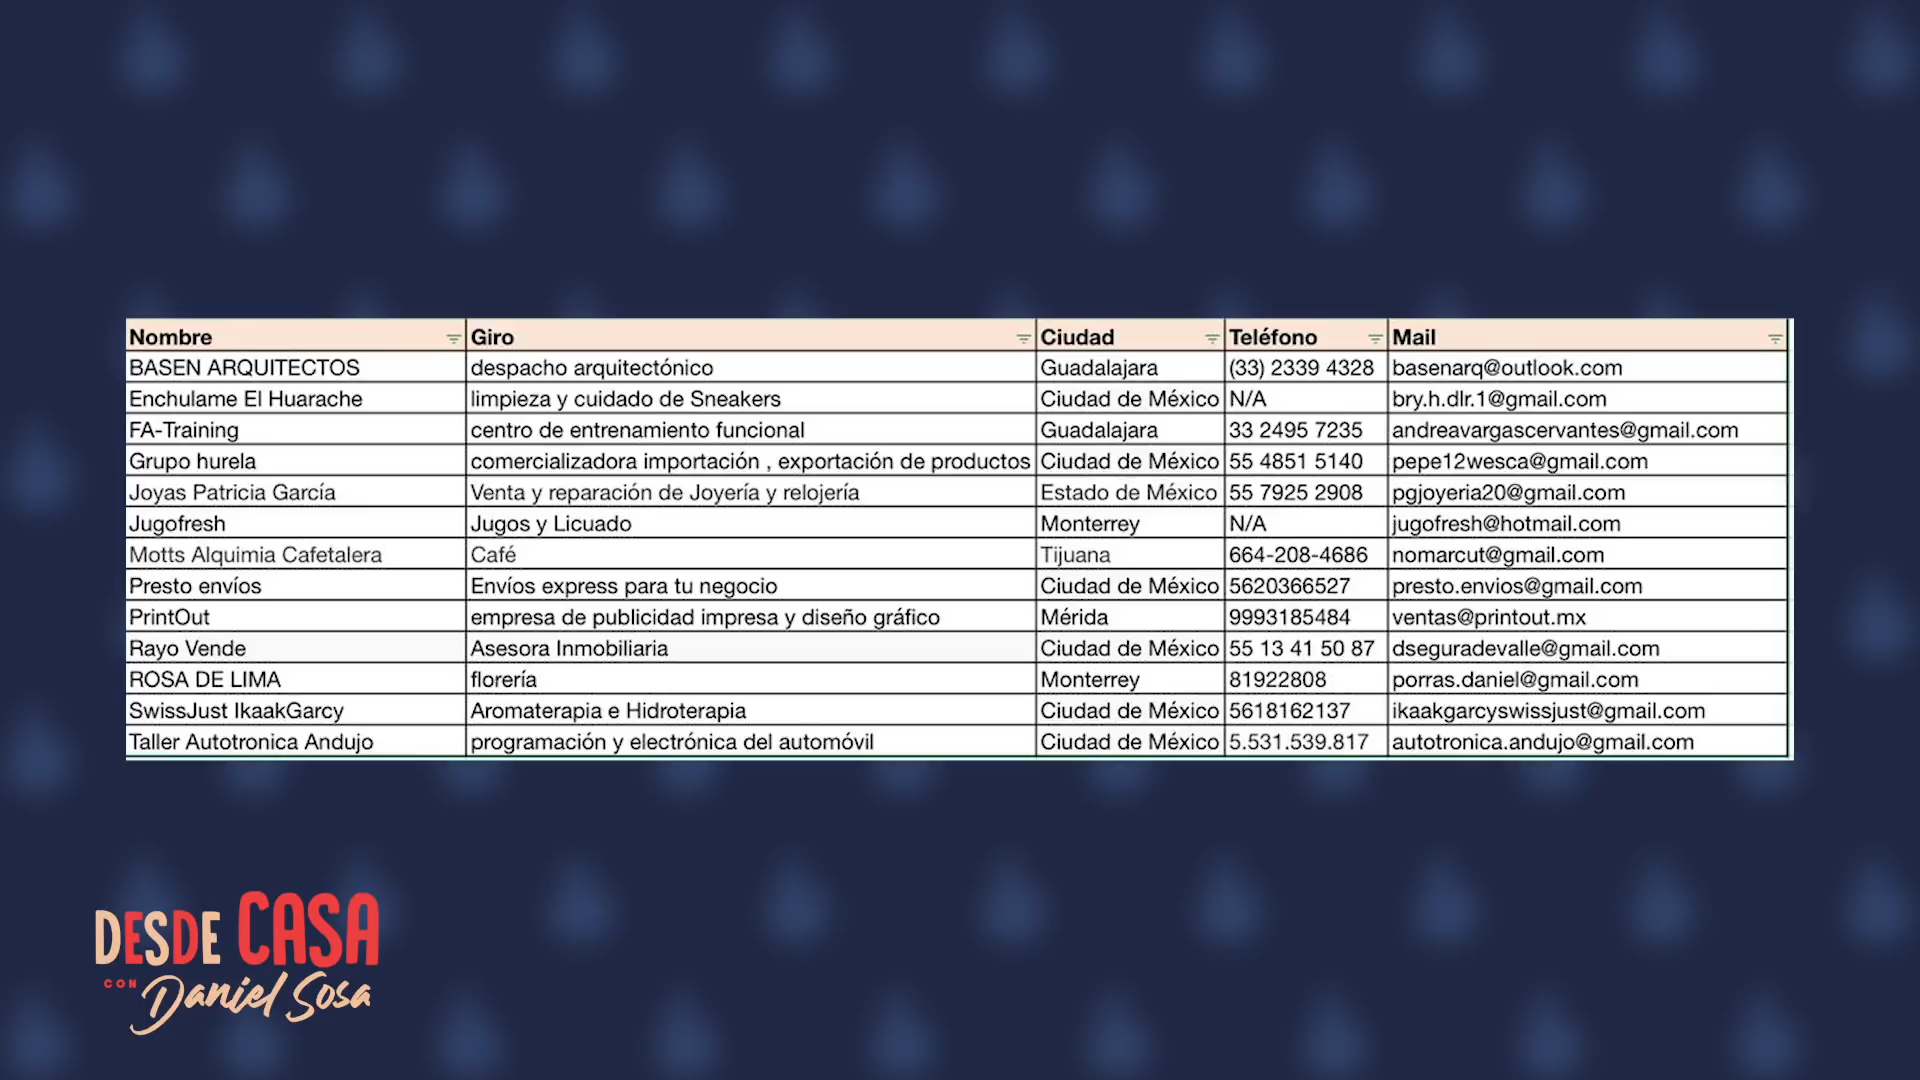 Nombre Giro Ciudad Teléfono Mail
BASEN ARQUITECTOS despacho arquitectónico Guadalajara (33) 2339 4328 basenarq@outlook.com
Enchulame El Huarache limpieza y cuidado de Sneakers Ciudad de México N/A bry.h.dlr.1@gmail.com
FA-Training centro de entrenamiento funcional Guadalajara 33 2495 7235 andreavargascervantes@gmail.com
Grupo hurela comercializadora importación , exportación de productos Ciudad de México 55 4851 5140 pepe12wesca@gmail.com
Joyas Patricia García Venta y reparación de Joyería y relojería Estado de México 55 7925 2908 pgjoyeria20@gmail.com
Jugofresh Jugos y Licuado Monterrey N/A jugofresh@hotmail.com
Motts Alquimia Cafetalera Café Tijuana 664-208-4686 nomarcut@gmail.com
Presto envíos Envíos express para tu negocio Ciudad de México 5620366527 presto.envios@gmail.com
PrintOut empresa de publicidad impresa y diseño gráfico Mérida 9993185484 ventas@printout.mx
Rayo Vende Asesora Inmobiliaria Ciudad de México 55 13 41 50 87 dseguradevalle@gmail.com
ROSA DE LIMA florería Monterrey 81922808 porras.daniel@gmail.com
SwissJust IkaakGarcy Aromaterapia e Hidroterapia Ciudad de México 5618162137 ikaakgarcyswissjust@gmail.com
Taller Autotronica Andujo programación y electrónica del automóvil Ciudad de México 5.531.539.817 autotronica.andujo@gmail.com
DESDE CASA
CON Daniel Sosa